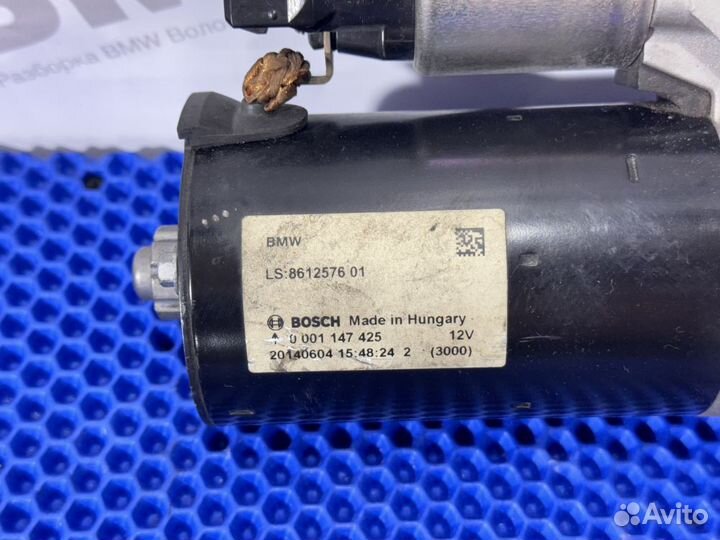 Разборка BMW Воло
BMW
LS:8612576 01
BOSCH Made in Hungary
0 001 147 425 12V
20140604 15:48:24 2 (3000)
Avito